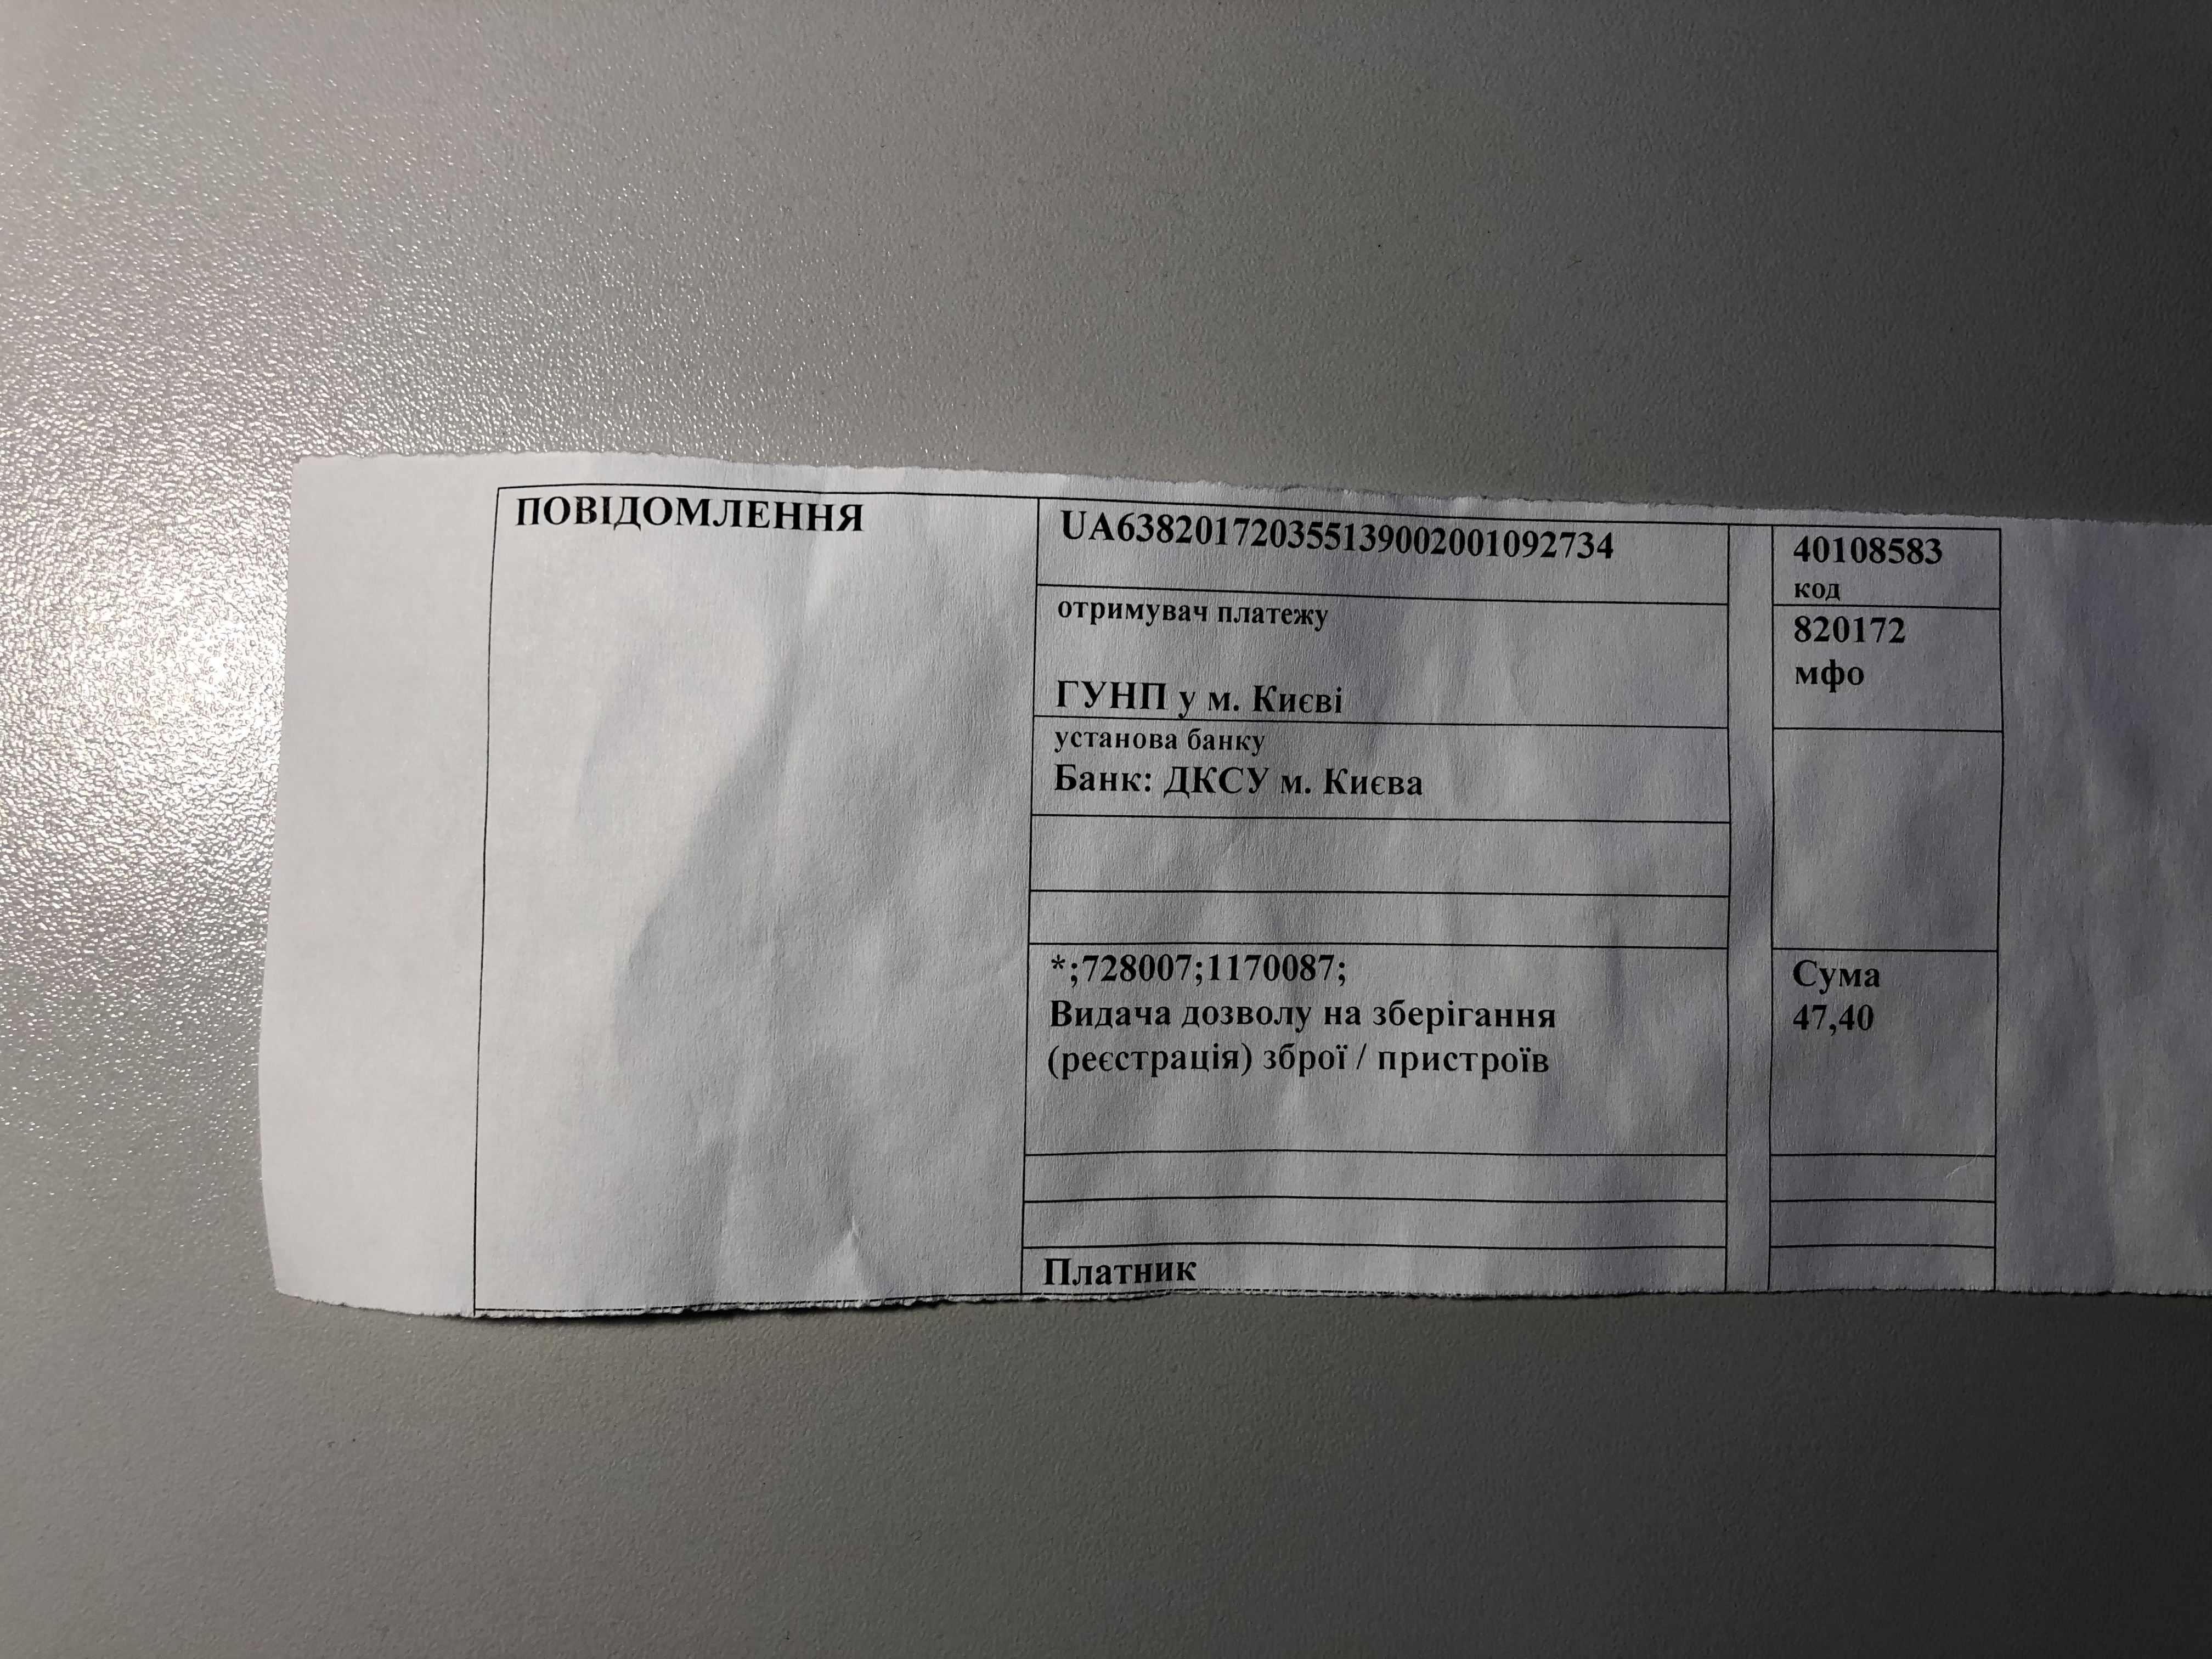 ПОВІДОМЛЕННЯ
UA638201720355139002001092734
40108583
код
отримувач платежу
ГУНП у м. Києві
820172
мфо
установа банку
Банк: ДКСУ м. Києва
*;728007;1170087;
Видача дозволу на зберігання
(реєстрація) зброї / пристроїв
Сума
47,40
Платник